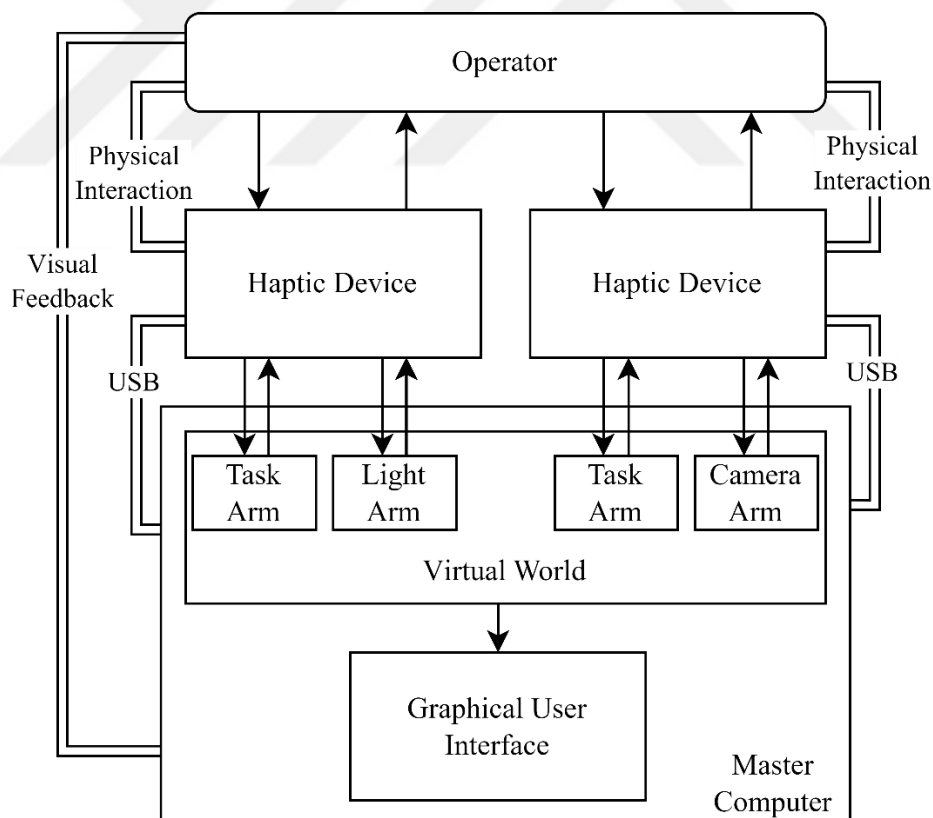 Operator
Physical
Interaction
Physical
Interaction
Haptic Device
Haptic Device
Visual
Feedback
USB
USB
Task
Arm
Light
Arm
Task
Arm
Camera
Arm
Virtual World
Graphical User
Interface
Master
Computer